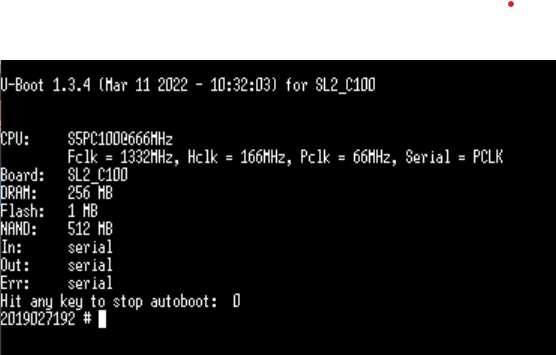 U-Boot 1.3.4 (Mar 11 2022 - 10:32:03) for SL2_C100
CPU: S5PC100@666MHz
Fclk = 1332MHz, Hclk = 166MHz, Pclk = 66MHz, Serial = PCLK
Board: SL2_C100
DRAM: 256 MB
Flash: 1 MB
NAND: 512 MB
In: serial
Out: serial
Err: serial
Hit any key to stop autoboot: 0
2019027192 #